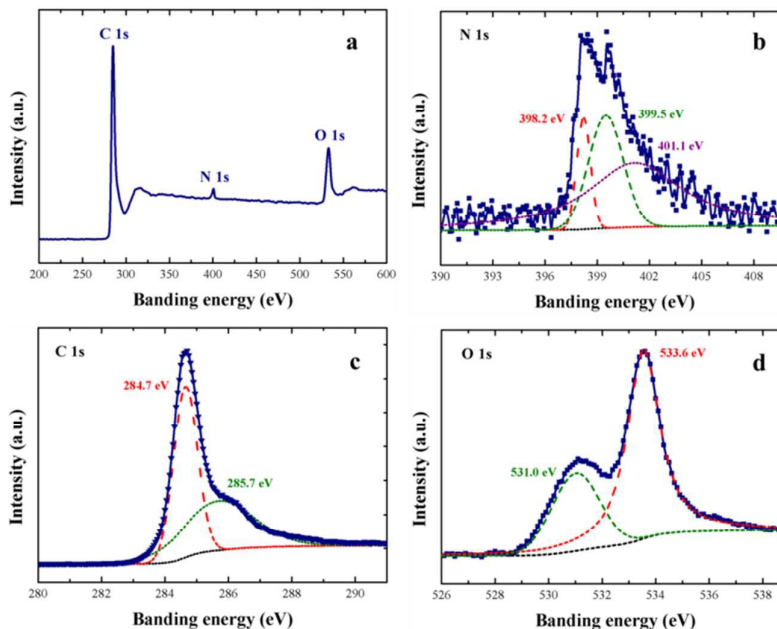 C 1s
a
O 1s
N 1s
Intensity (a.u.)
200 250 300 350 400 450 500 550 600
Banding energy (eV)
N 1s
b
398.2 eV
399.5 eV
401.1 eV
Intensity (a.u.)
390 393 396 399 402 405 408
Banding energy (eV)
C 1s
c
284.7 eV
285.7 eV
Intensity (a.u.)
280 282 284 286 288 290
Banding energy (eV)
O 1s
d
533.6 eV
531.0 eV
Intensity (a.u.)
526 528 530 532 534 536 538
Banding energy (eV)